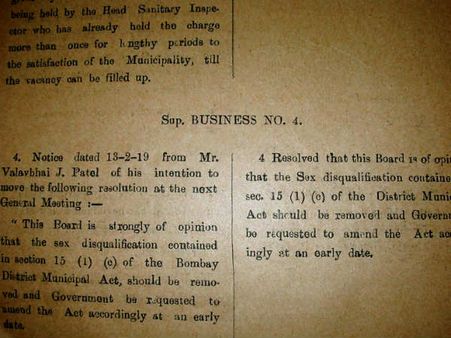 being held by the Head Sanitary Inspe-
ctor who has already held the charge
more than once for lengthy periods to
the satisfaction of the Municipality, till
the vacancy can be filled up.
Sup. BUSINESS NO. 4.
4. Notice dated 13-2-19 from Mr.
Valavbhai J. Patel of his intention to
move the following resolution at the next
General Meeting :—
" This Board is strongly of opinion
that the sex disqualification contained
in section 15 (1) (c) of the Bombay
District Municipal Act, should be remo-
ved and Government be requested to
amend the Act accordingly at an early
date.
4 Resolved that this Board is of opin
that the Sex disqualification containe
sec. 15 (1) (c) of the District Munic
Act should be removed and Governm
be requested to amend the Act acc
ingly at an early date.